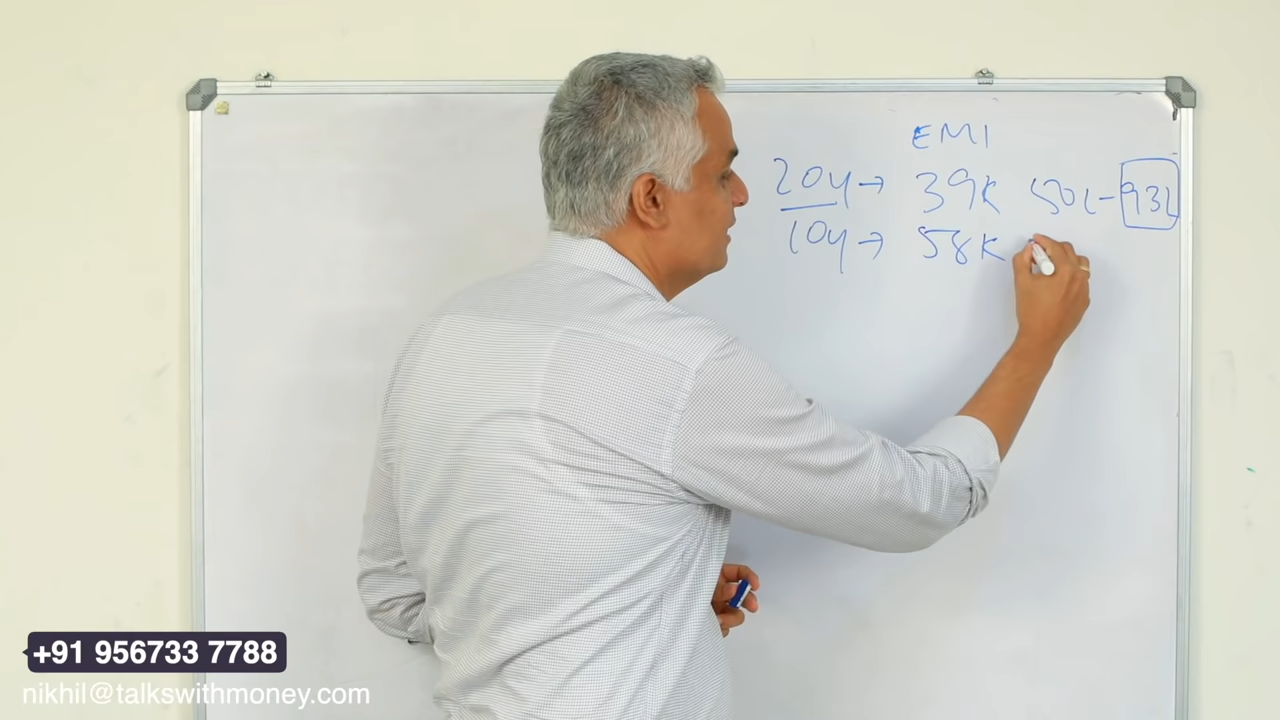 EMI
20y → 39K 50L - 93L
10y → 58K
+91 956733 7788
nikhil@talkswithmoney.com